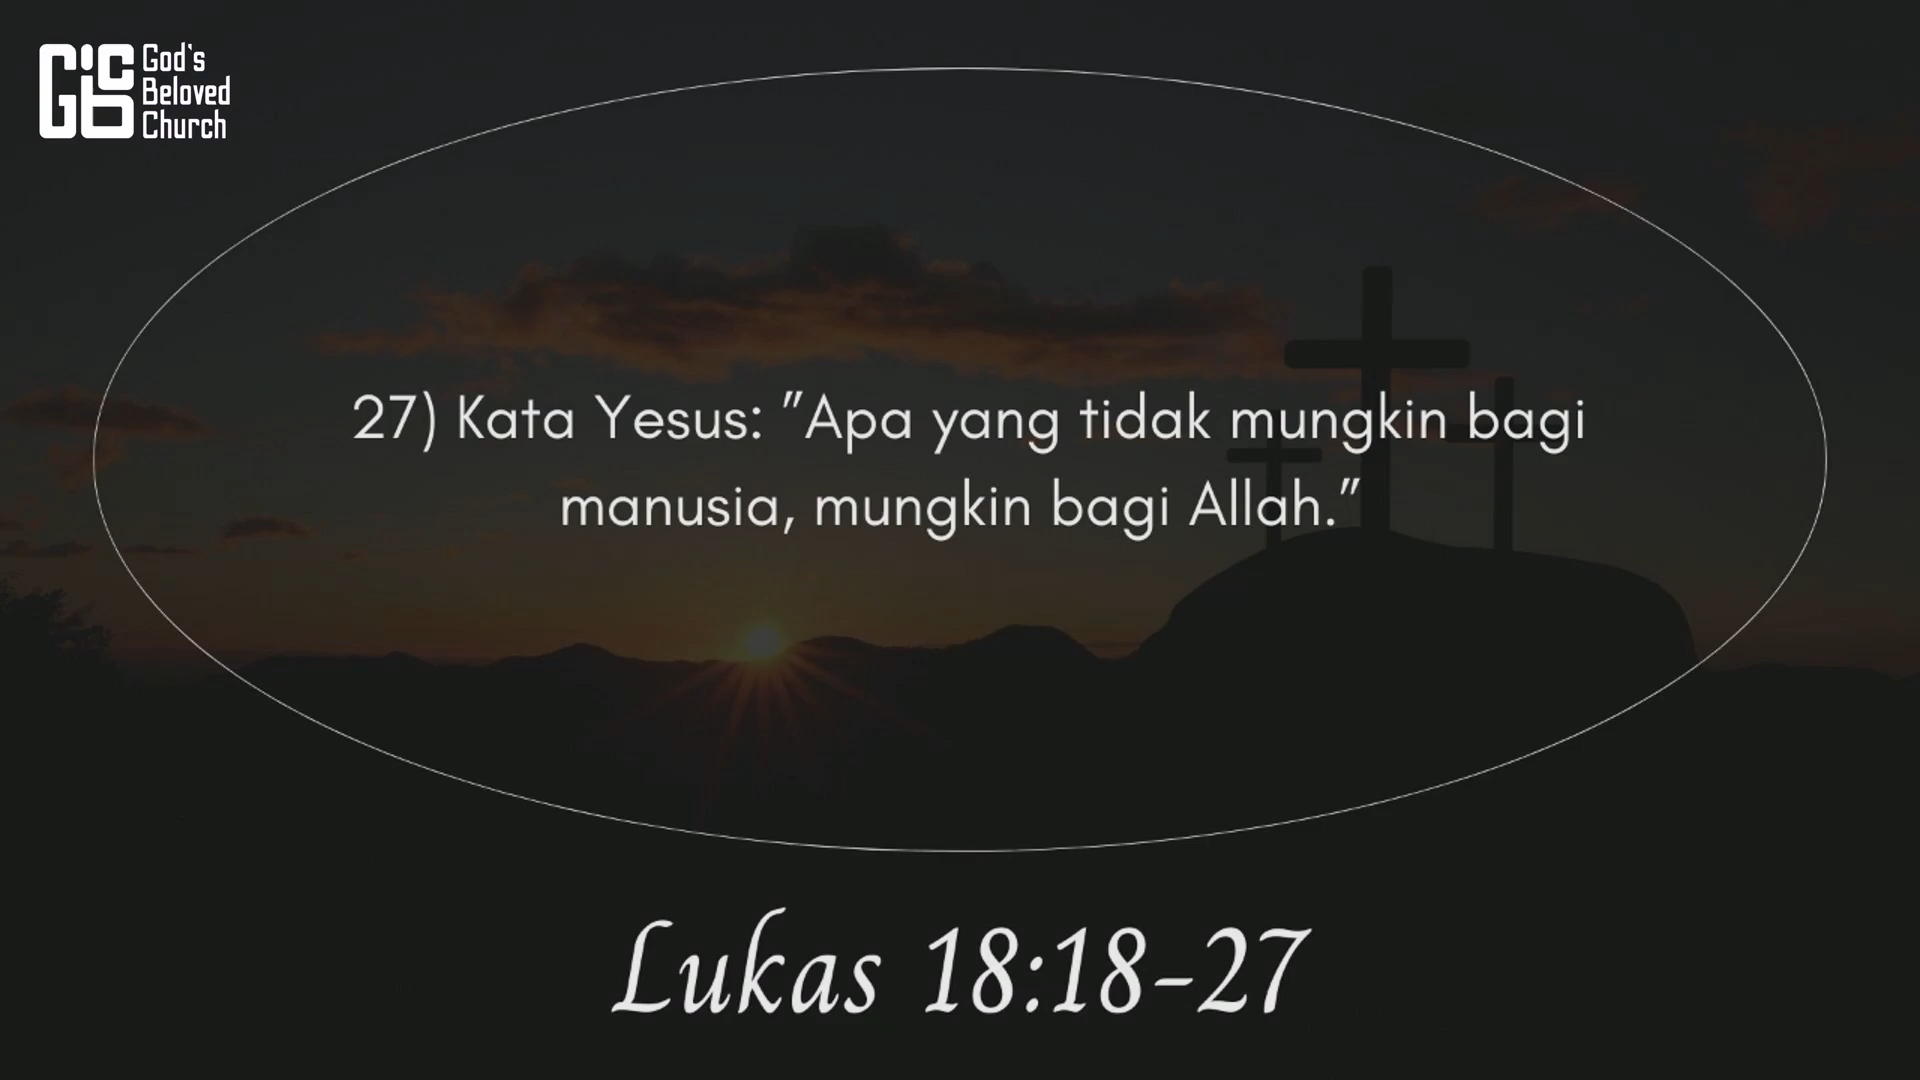 God's
Beloved
Church
27) Kata Yesus: "Apa yang tidak mungkin bagi
manusia, mungkin bagi Allah."
Lukas 18:18-27